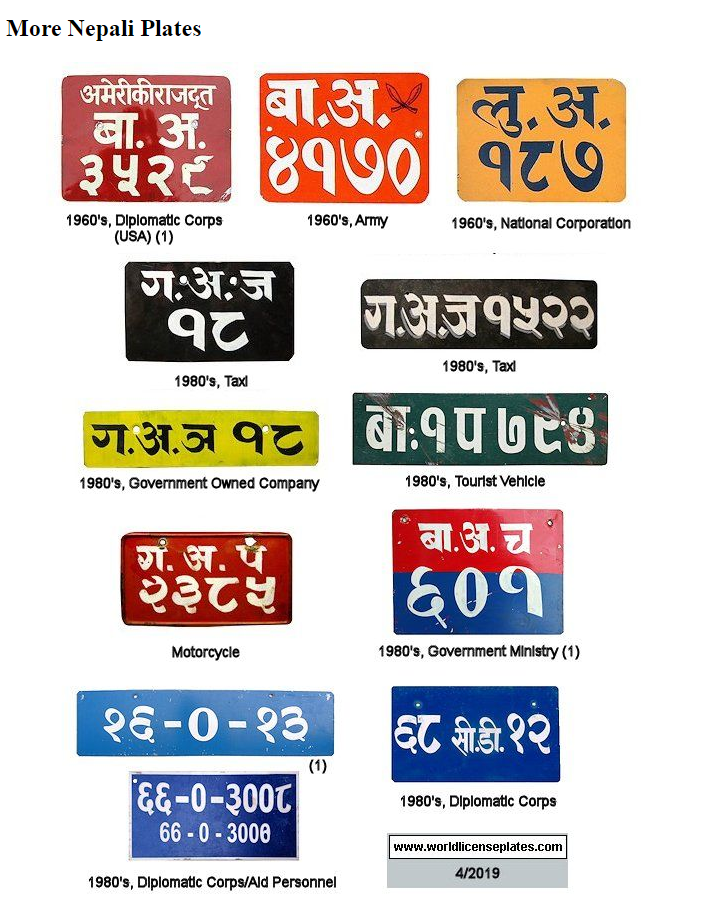 More Nepali Plates
अमेरीकीराजदूत
बा. अ.
३५२९
1960's, Diplomatic Corps
(USA) (1)
बा.अ.
४१७०
1960's, Army
लु. अ.
१८७
1960's, National Corporation
ग.अ.ज
१८
1980's, Taxi
ग.अ.ज १५२२
1980's, Taxi
ग.अ.ञ १८
1980's, Government Owned Company
बा:१ प ७९४
1980's, Tourist Vehicle
ग. अ. प
२३८५
Motorcycle
बा.अ. च
६०१
1980's, Government Ministry (1)
१६-०-१३
(1)
६८ सी.डी. १२
1980's, Diplomatic Corps
६६-०-३००८
66 - 0 - 3008
1980's, Diplomatic Corps/Aid Personnel
www.worldlicenseplates.com
4/2019